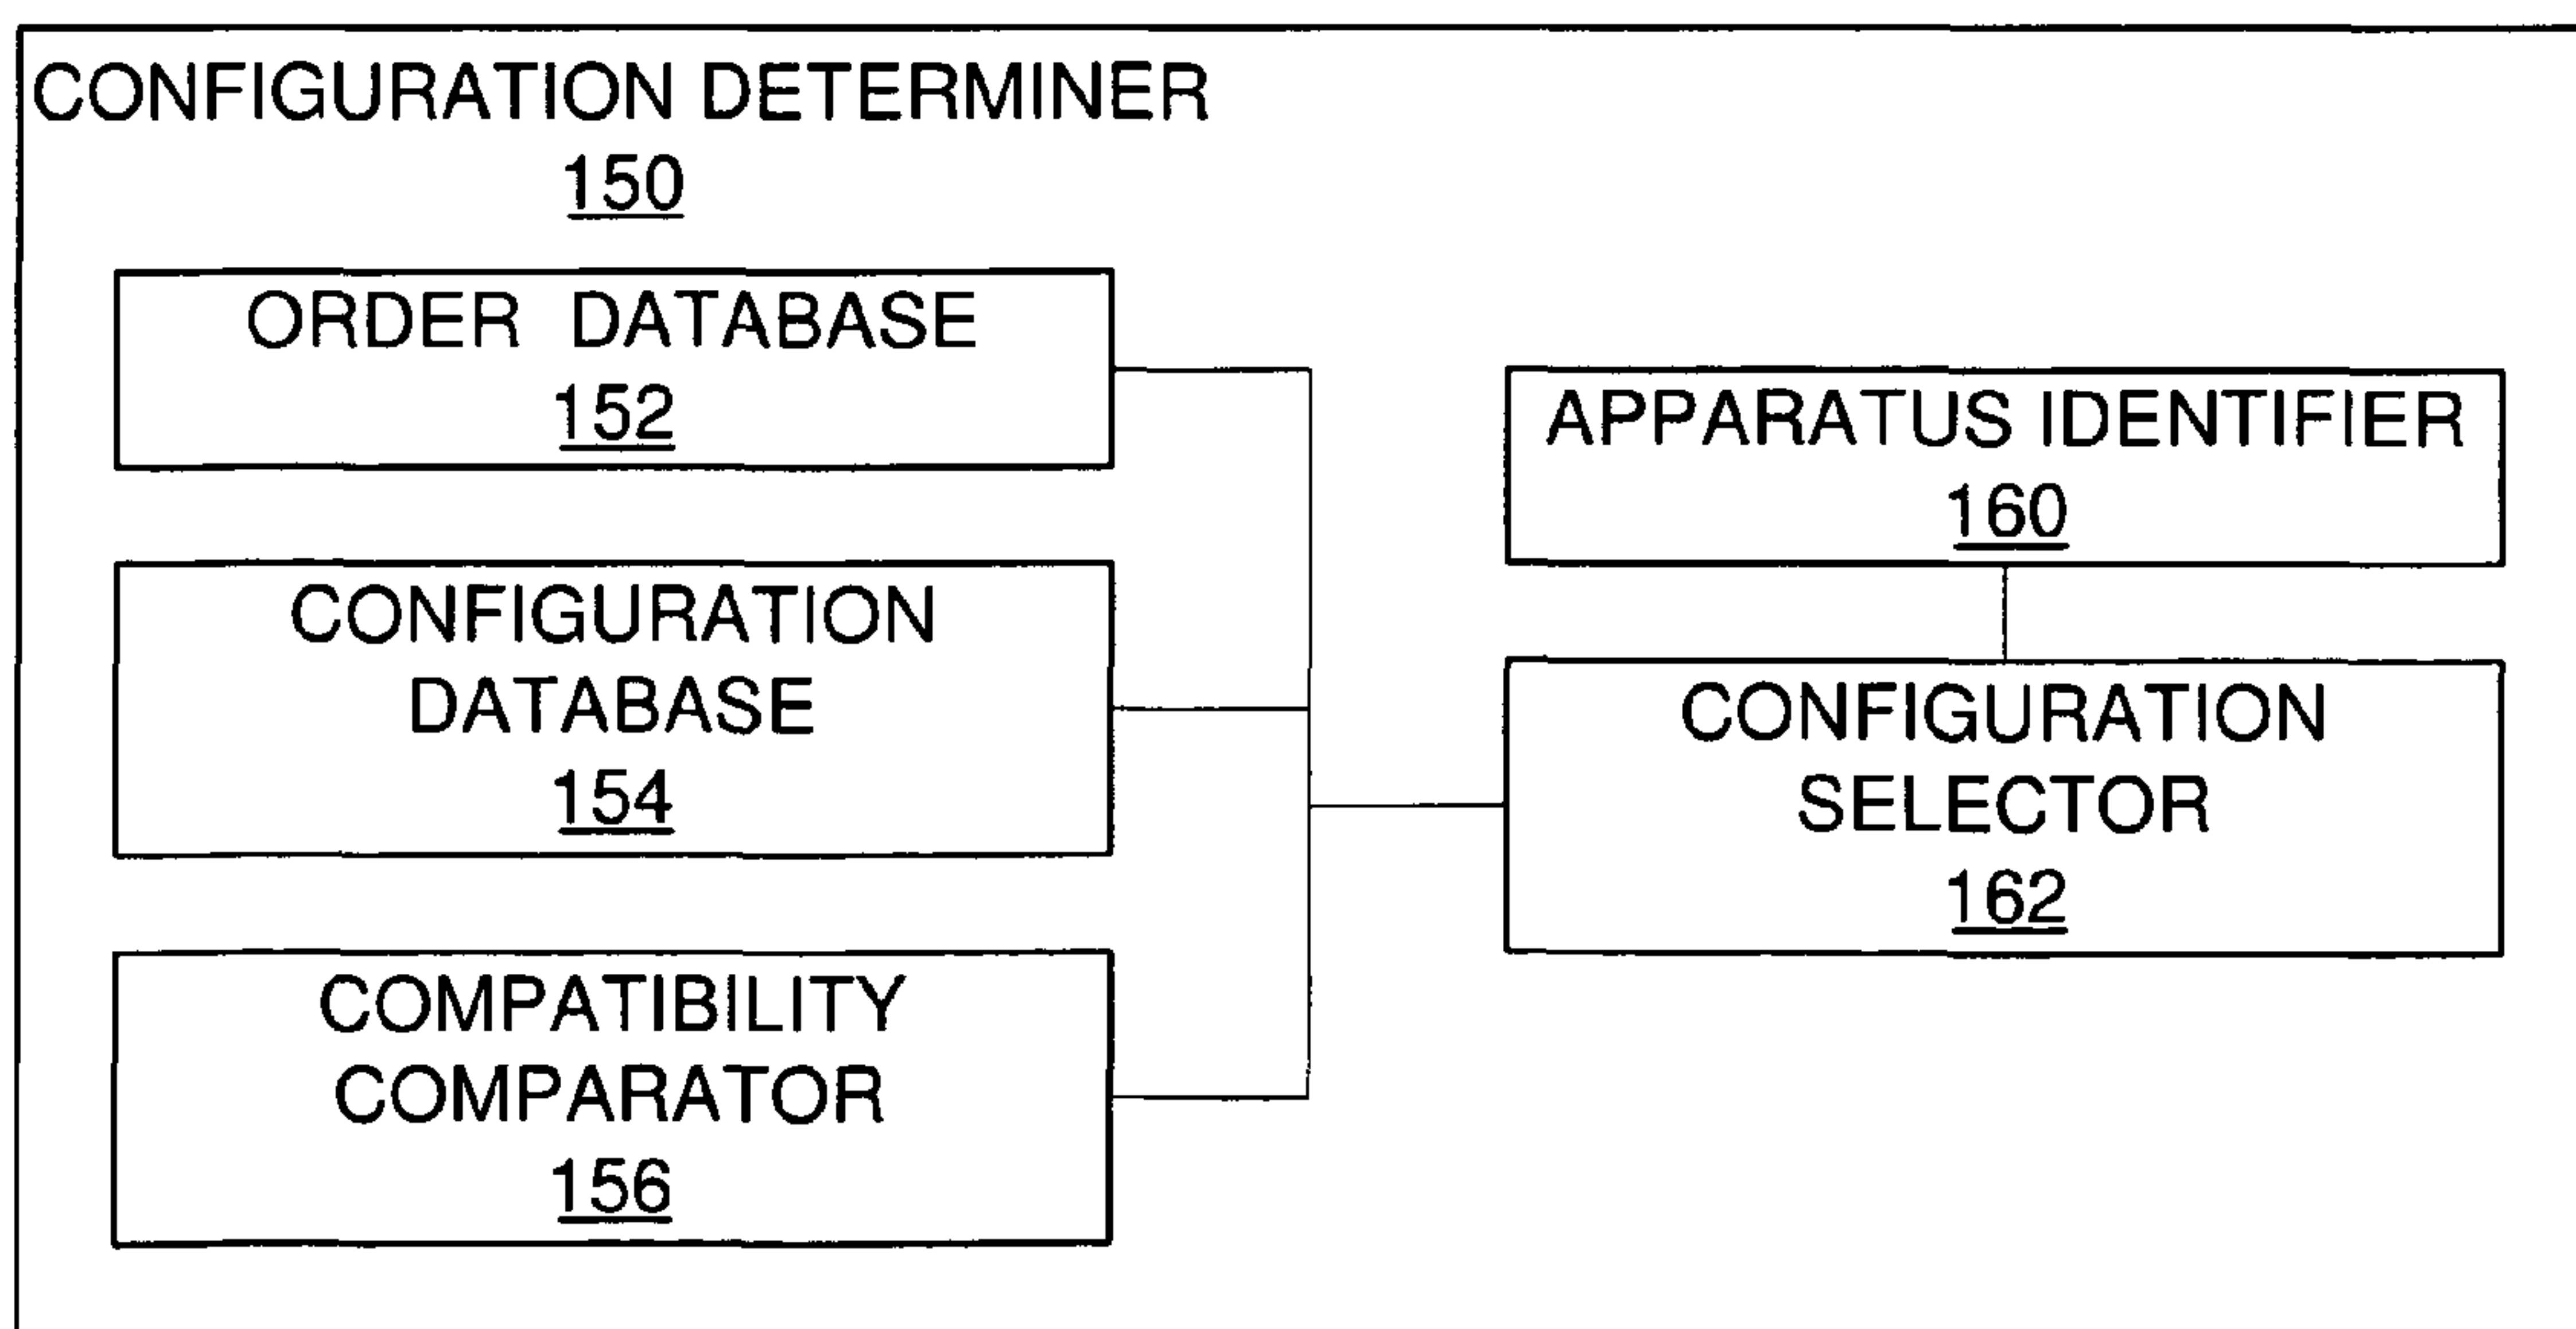 CONFIGURATION DETERMINER
150
ORDER DATABASE
152
CONFIGURATION
DATABASE
154
COMPATIBILITY
COMPARATOR
156
APPARATUS IDENTIFIER
160
CONFIGURATION
SELECTOR
162